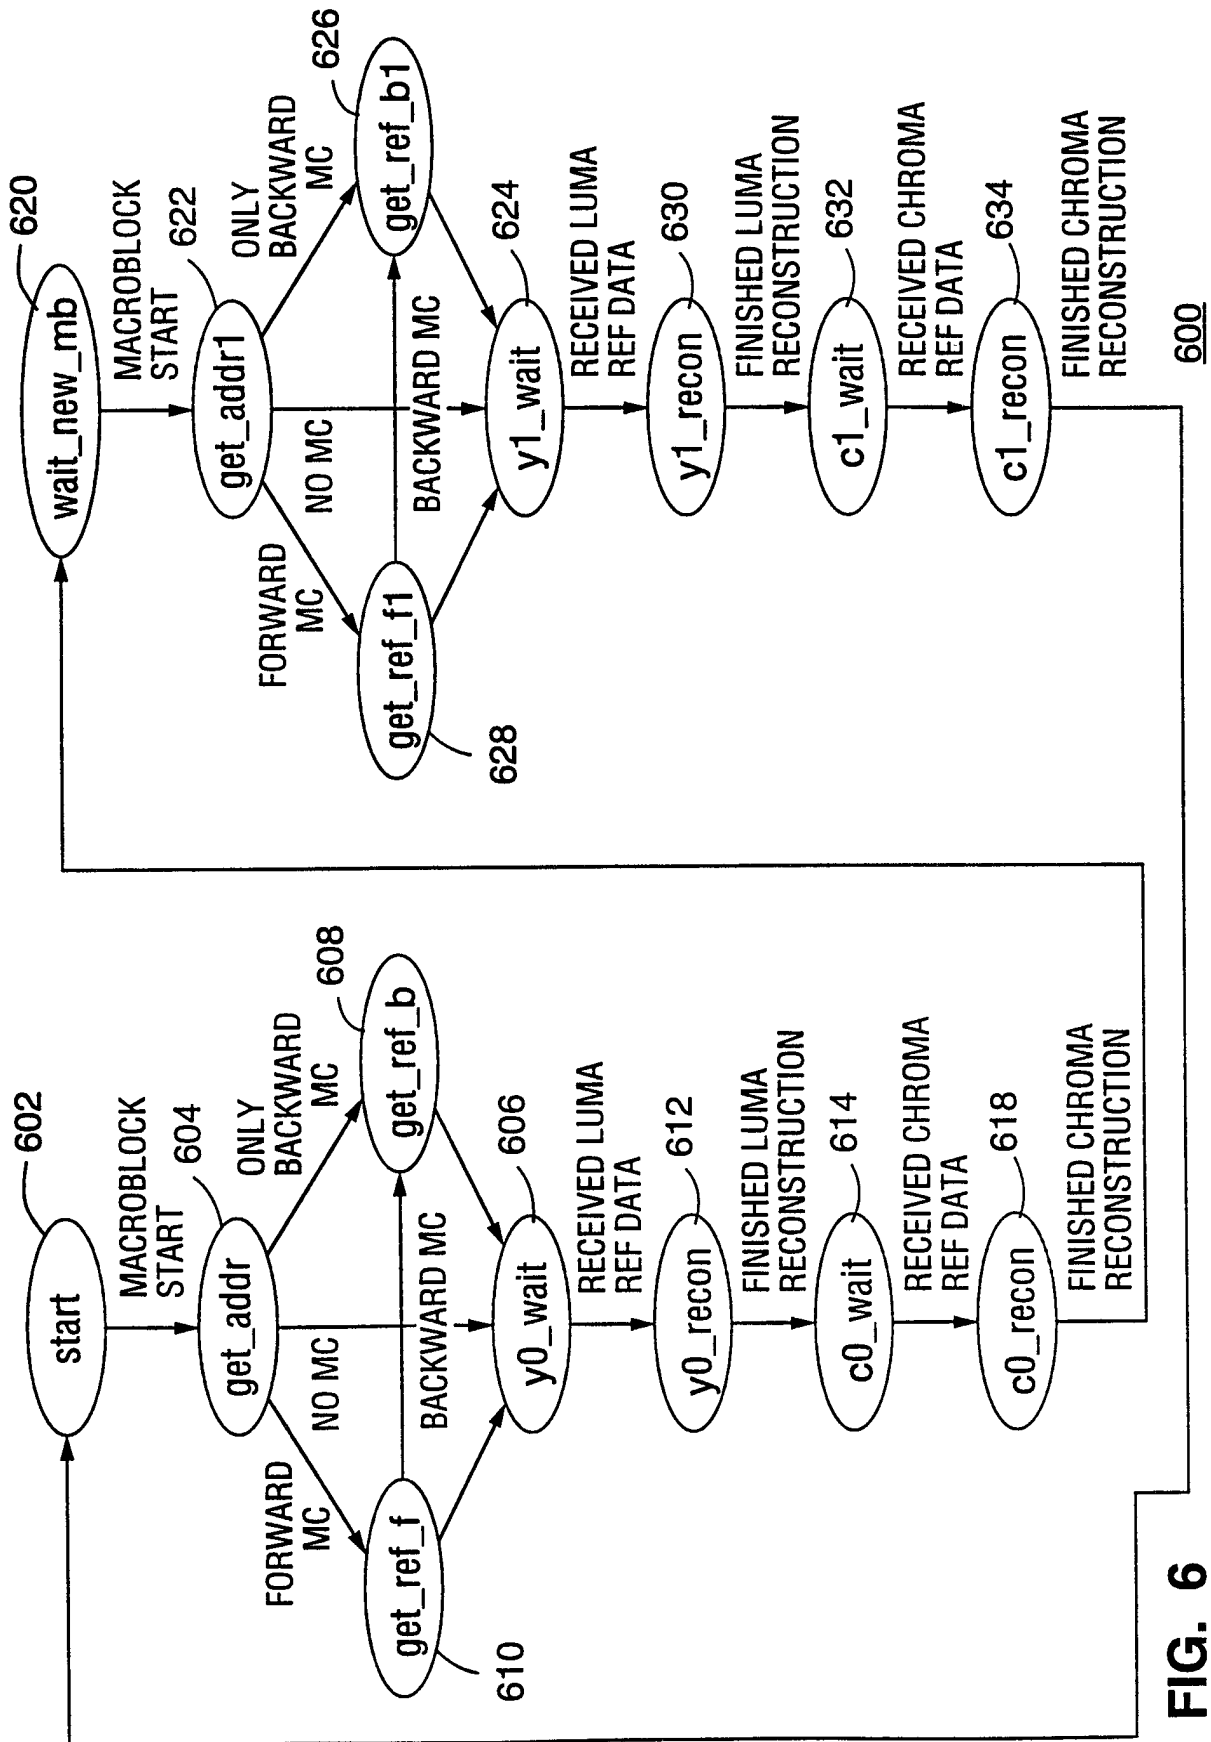 602
start
MACROBLOCK
START
604
get_addr
ONLY
BACKWARD
MC
608
FORWARD
MC
NO MC
get_ref_f
get_ref_b
BACKWARD MC
610
606
y0_wait
RECEIVED LUMA
REF DATA
612
y0_recon
FINISHED LUMA
RECONSTRUCTION
614
c0_wait
RECEIVED CHROMA
REF DATA
618
c0_recon
FINISHED CHROMA
RECONSTRUCTION
620
wait_new_mb
MACROBLOCK
START
622
get_addr1
ONLY
BACKWARD
MC
626
FORWARD
MC
NO MC
get_ref_f1
get_ref_b1
BACKWARD MC
628
624
y1_wait
RECEIVED LUMA
REF DATA
630
y1_recon
FINISHED LUMA
RECONSTRUCTION
632
c1_wait
RECEIVED CHROMA
REF DATA
634
c1_recon
FINISHED CHROMA
RECONSTRUCTION
600
FIG. 6